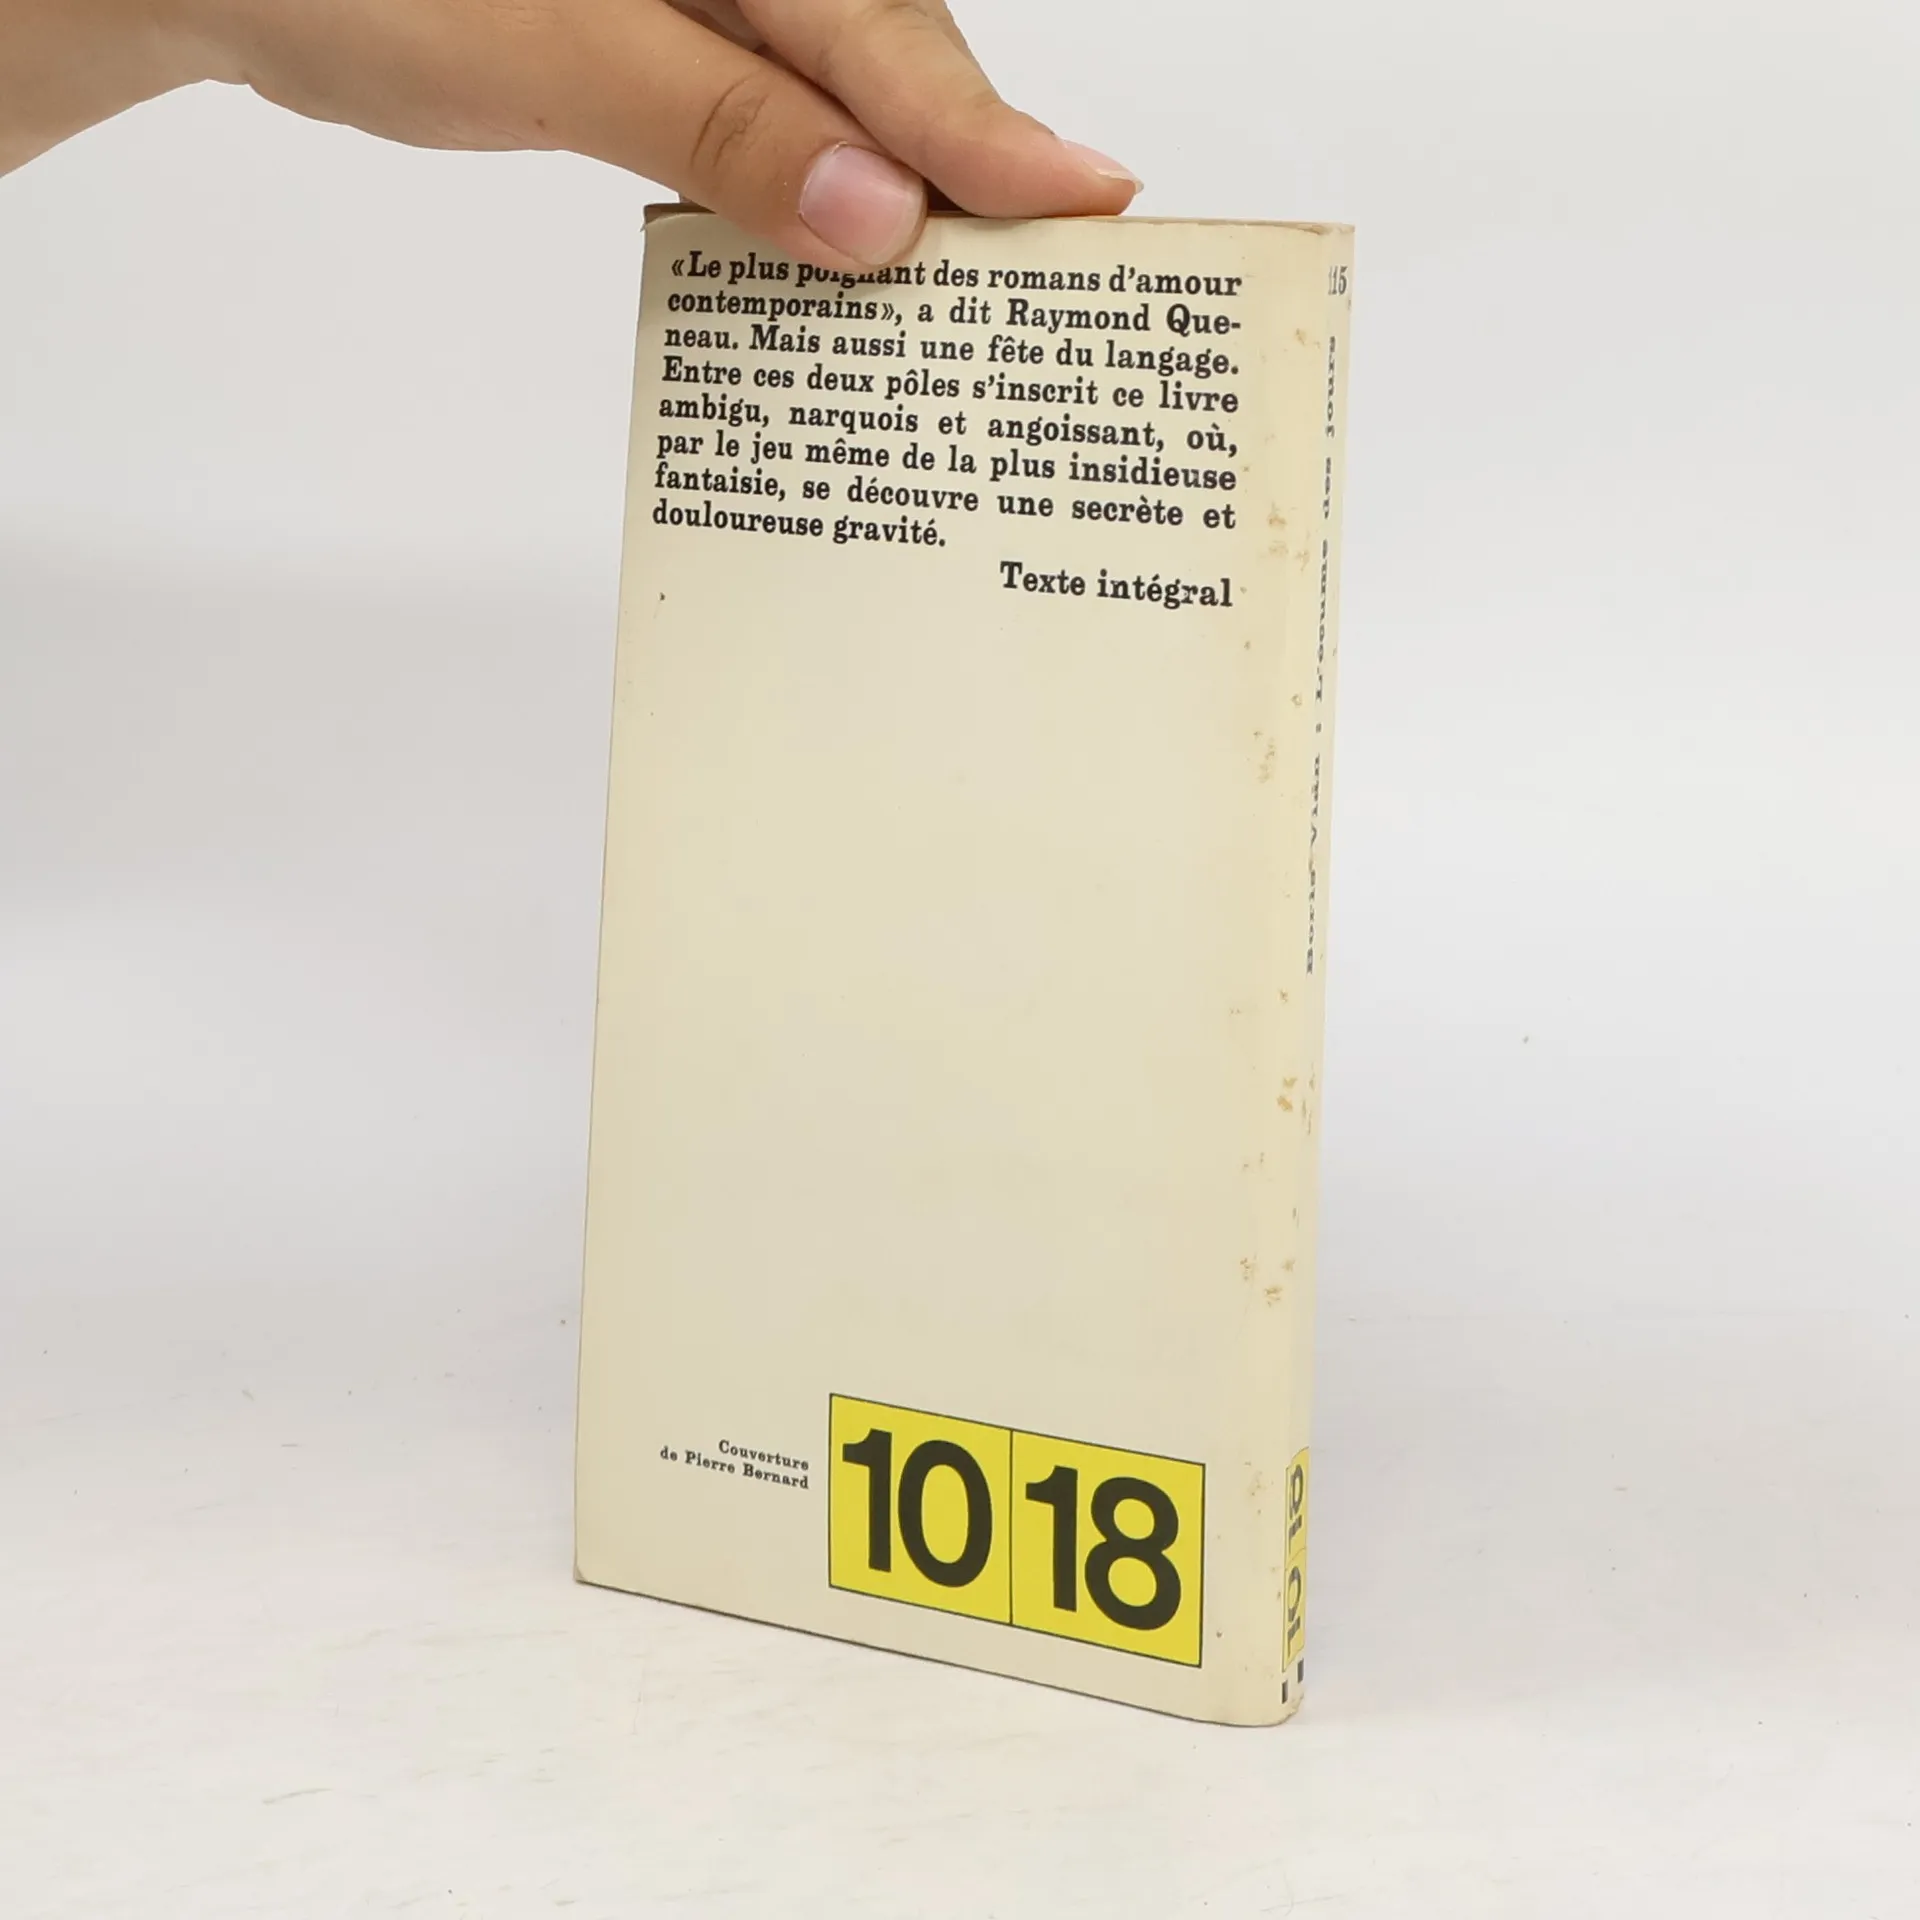 «Le plus poignant des romans d'amour
contemporains», a dit Raymond Que-
neau. Mais aussi une fête du langage.
Entre ces deux pôles s'inscrit ce livre
ambigu, narquois et angoissant, où,
par le jeu même de la plus insidieuse
fantaisie, se découvre une secrète et
douloureuse gravité.
Texte intégral
Couverture
de Pierre Bernard
10 18
115
Boris Vian : L'écume des jours
10 18